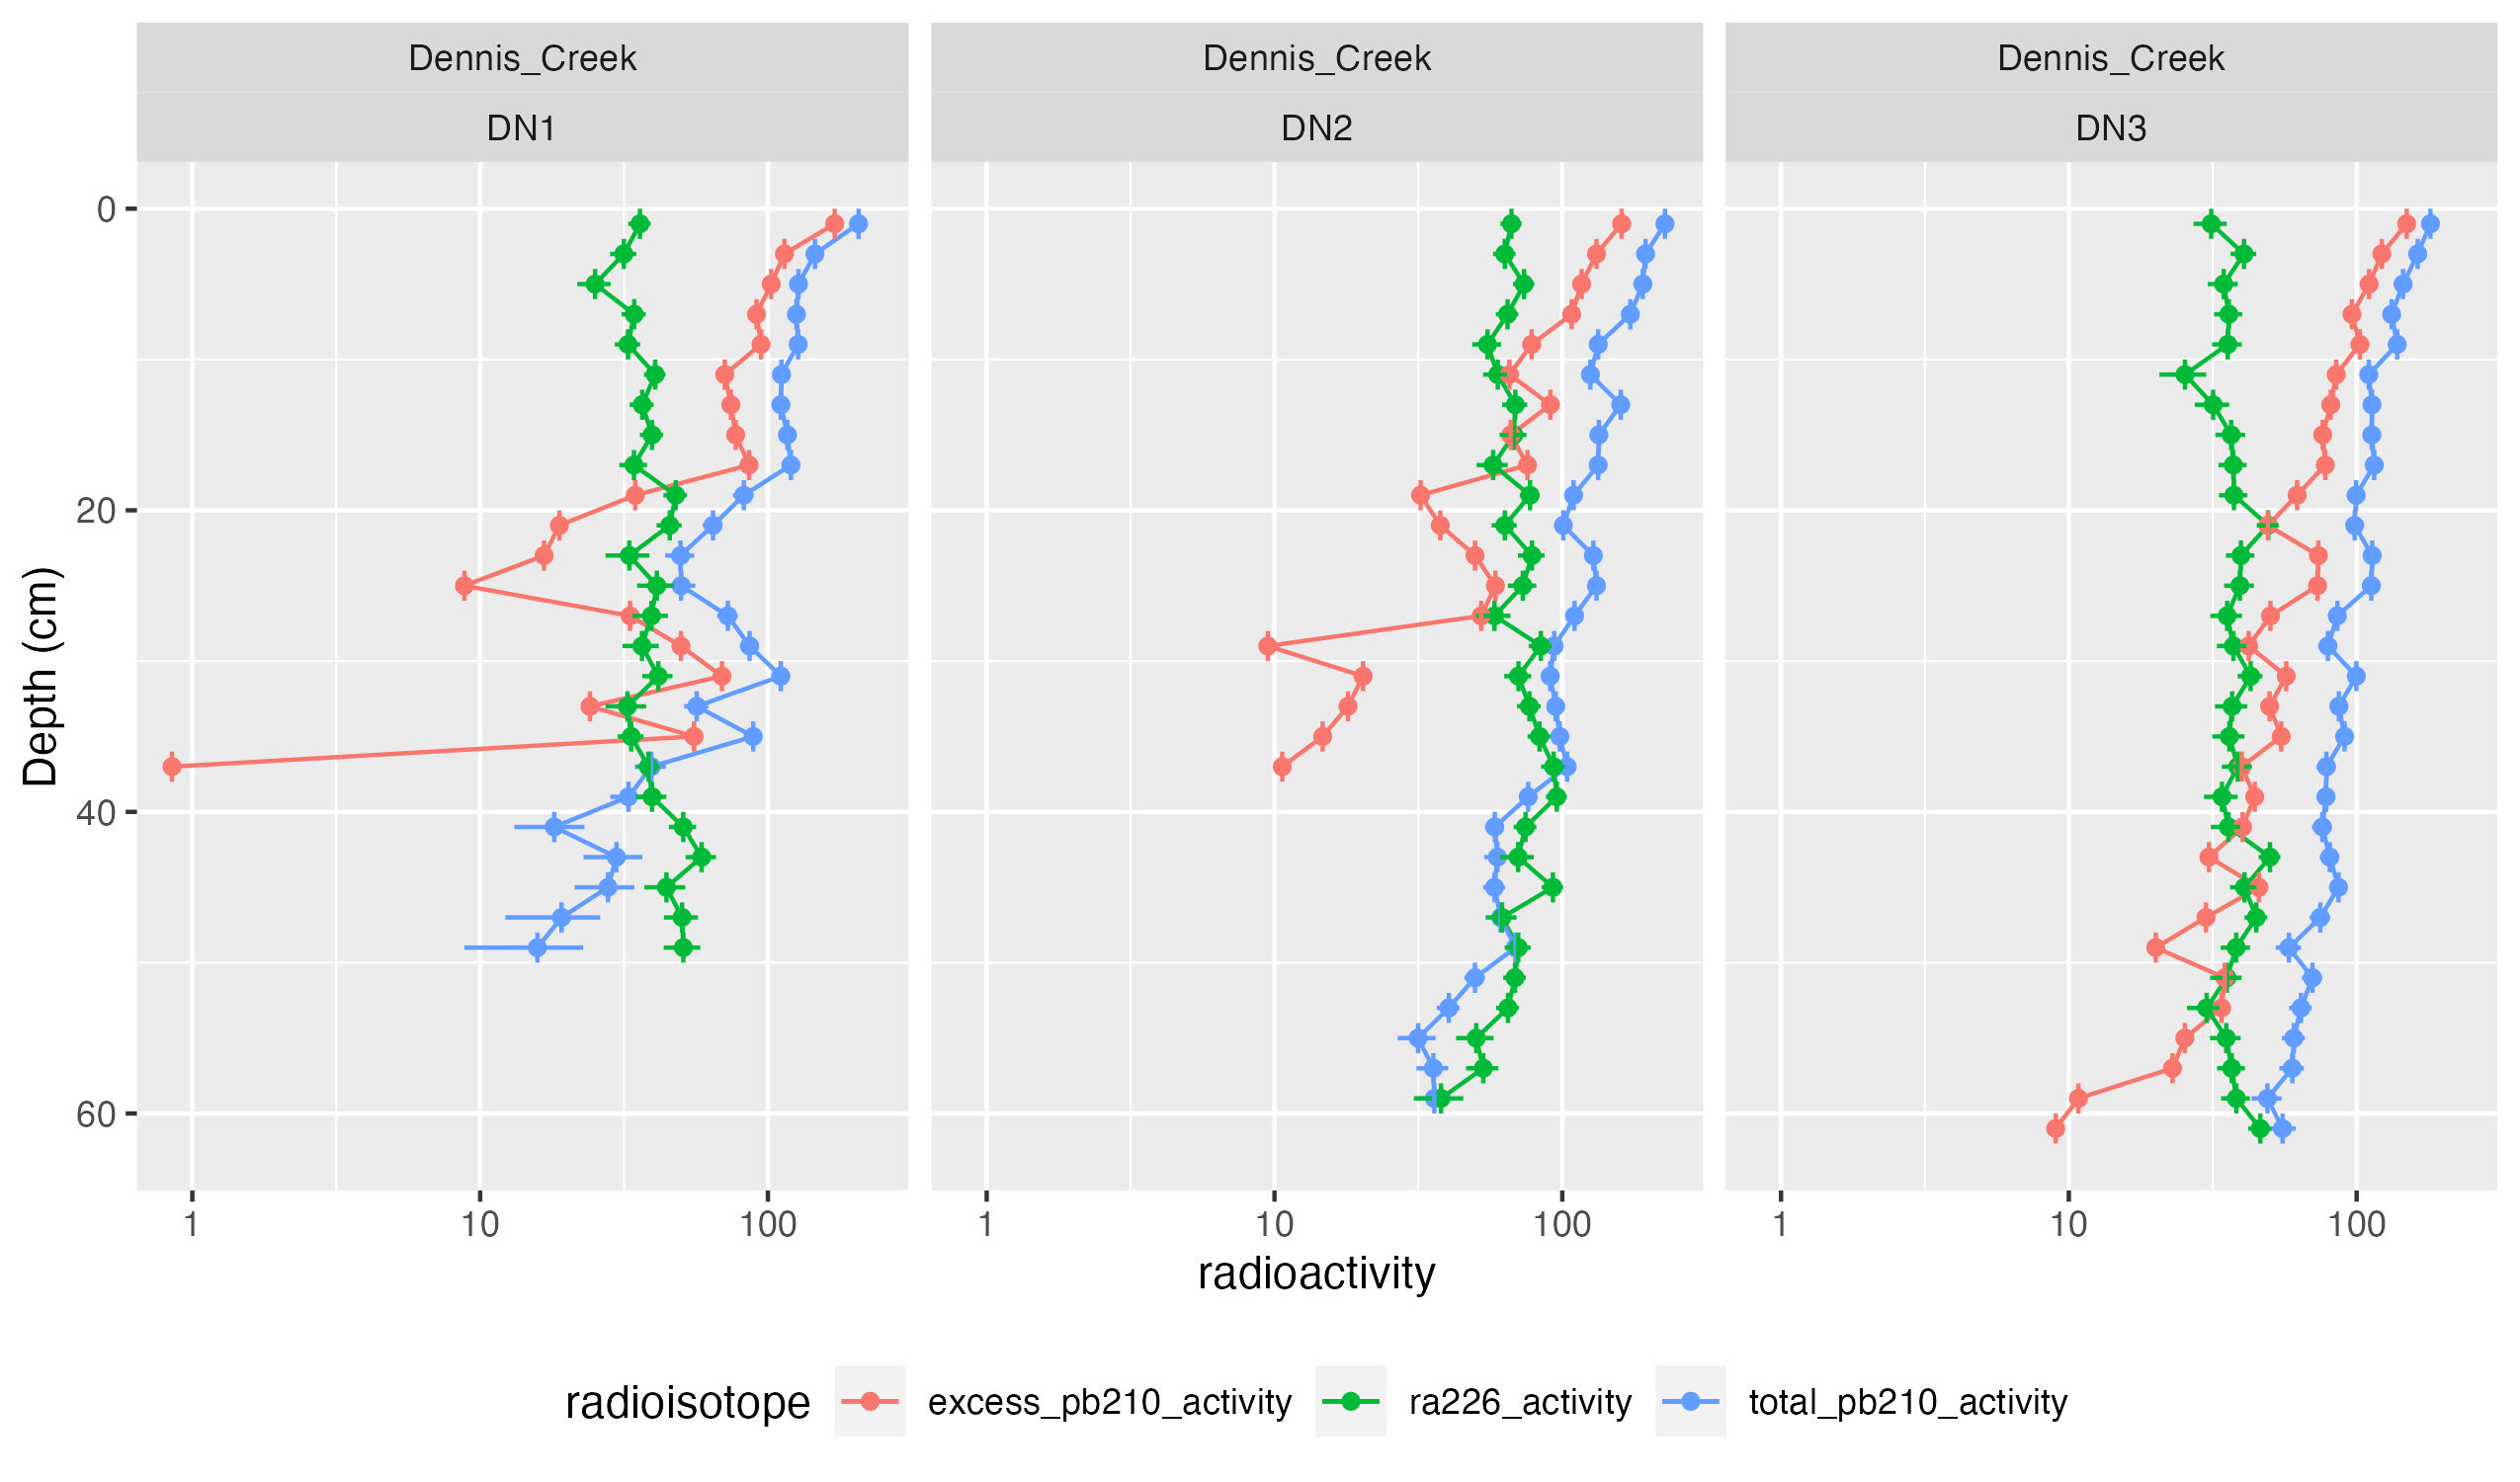 Dennis_Creek Dennis_Creek Dennis_Creek
DN1 DN2 DN3
0
20
40
60
Depth (cm)
1 10 100 1 10 100 1 10 100
radioactivity
radioisotope excess_pb210_activity ra226_activity total_pb210_activity